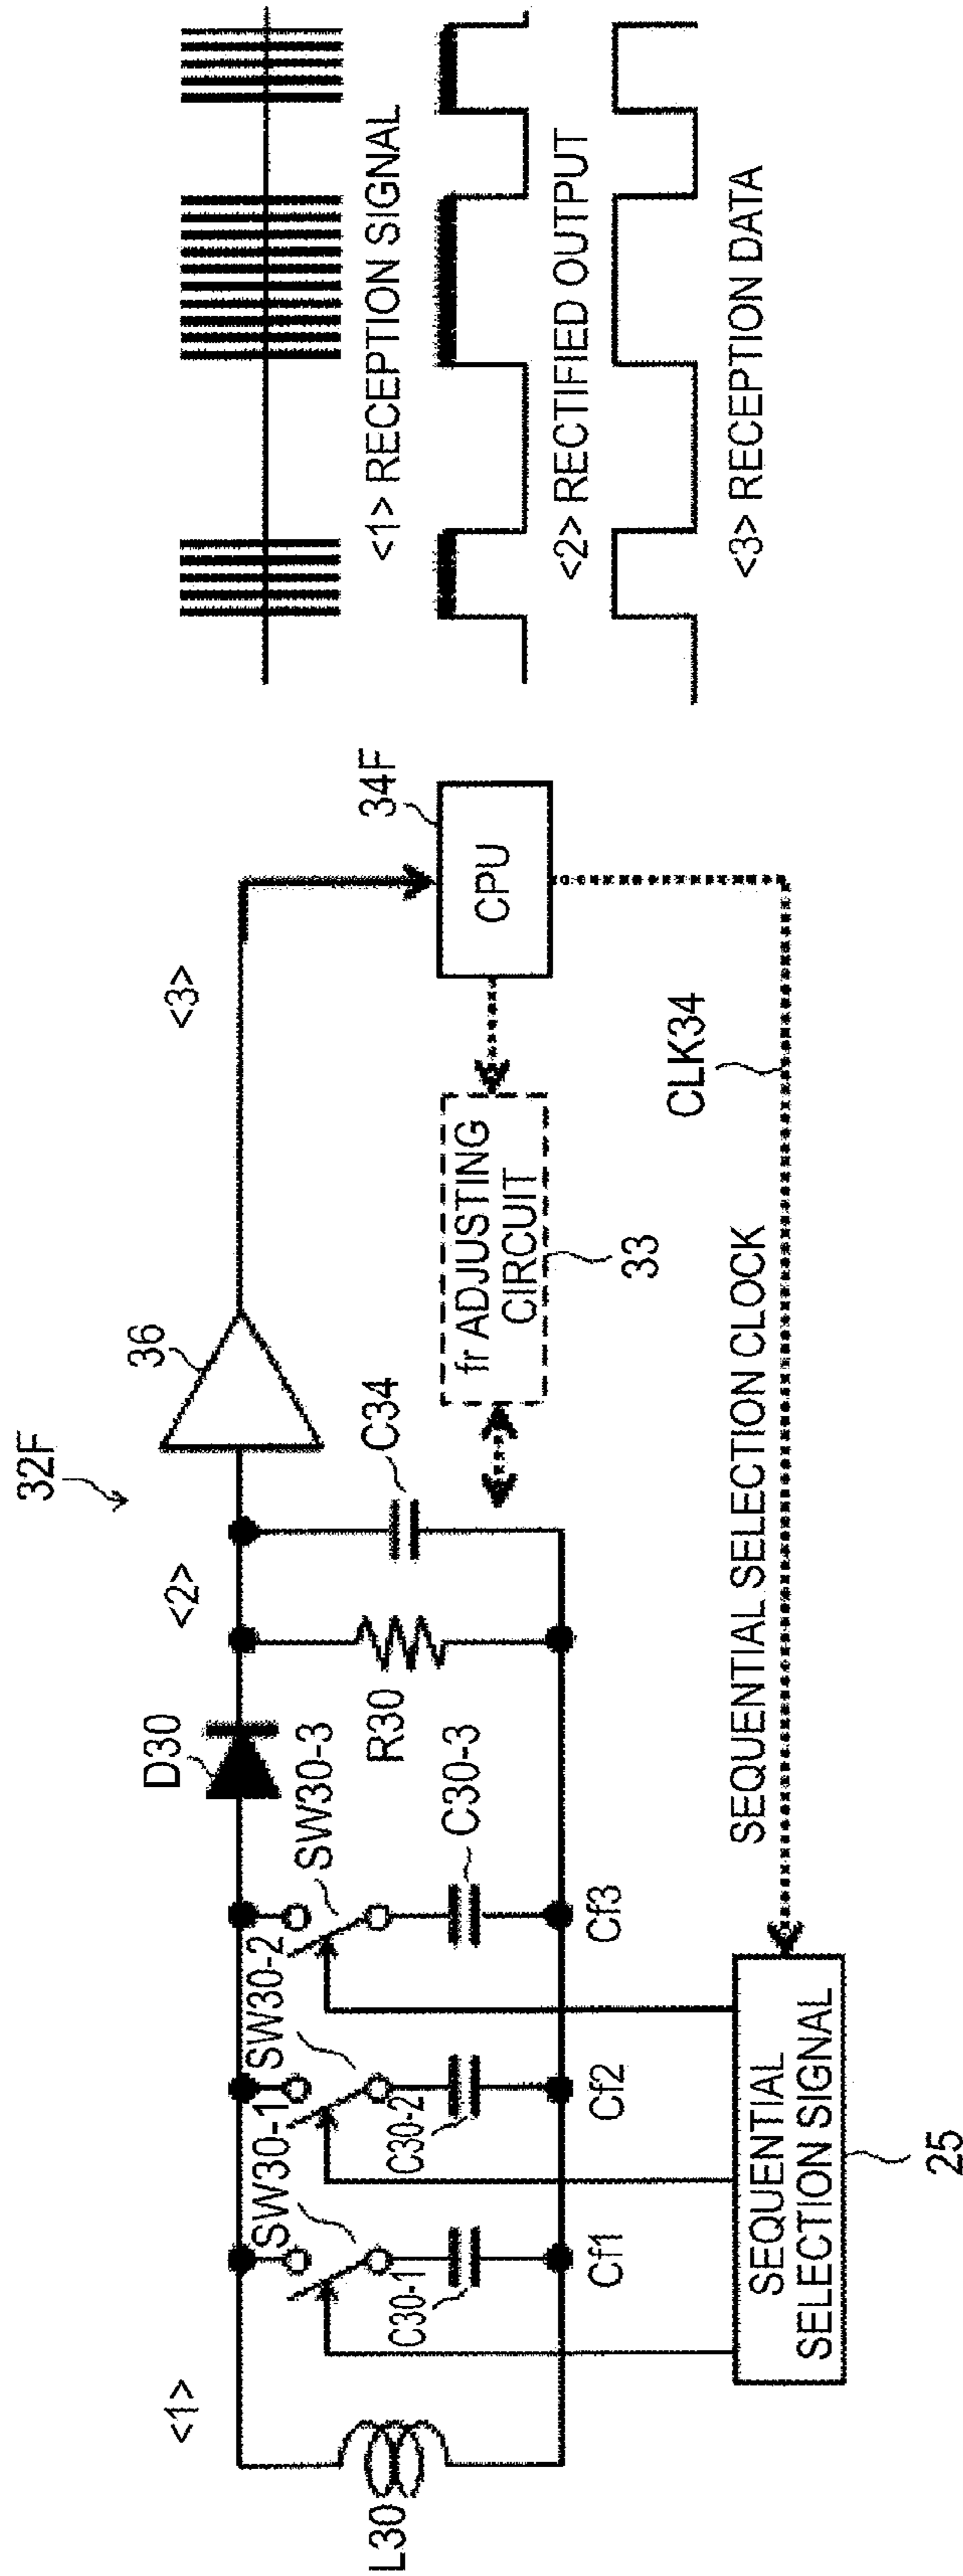 32F
<1>
<2>
<3>
36
D30
SW30-1
SW30-2
SW30-3
L30
C30-1
C30-2
C30-3
R30
C34
Cf1
Cf2
Cf3
fr ADJUSTING
CIRCUIT
33
CPU
34F
SEQUENTIAL
SELECTION SIGNAL
25
SEQUENTIAL SELECTION CLOCK
CLK34
<1> RECEPTION SIGNAL
<2> RECTIFIED OUTPUT
<3> RECEPTION DATA